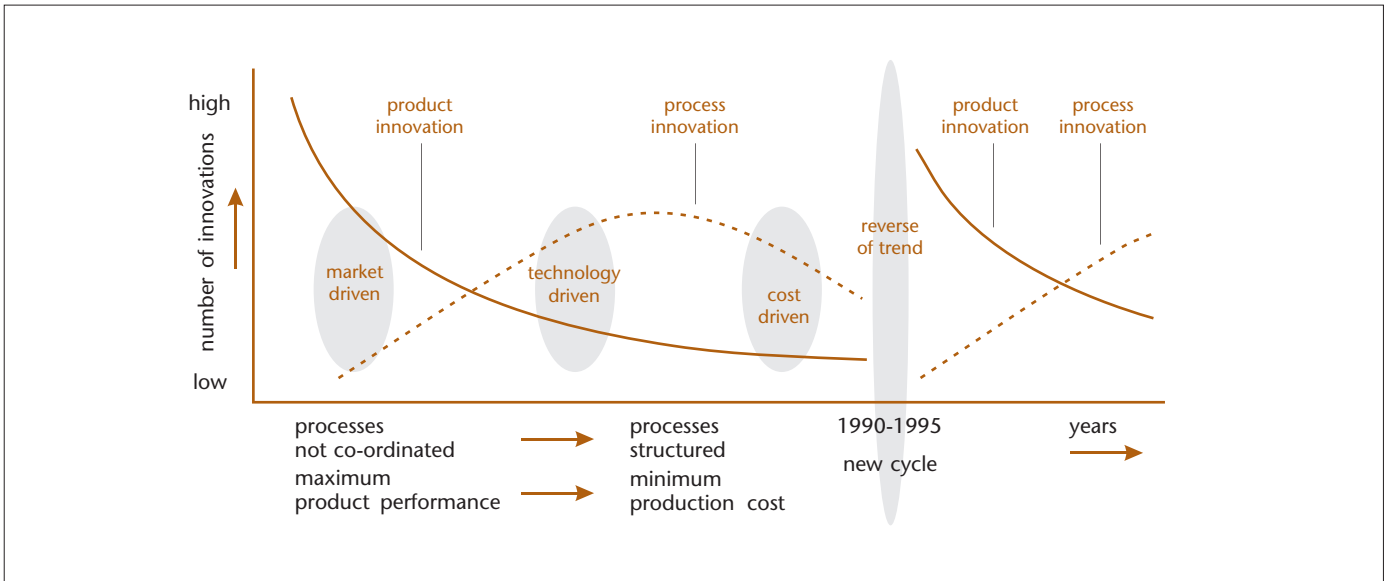 high
number of innovations
low
product
innovation
process
innovation
market
driven
technology
driven
cost
driven
reverse
of trend
product
innovation
process
innovation
processes
not co-ordinated
maximum
product performance
processes
structured
minimum
production cost
1990-1995
new cycle
years